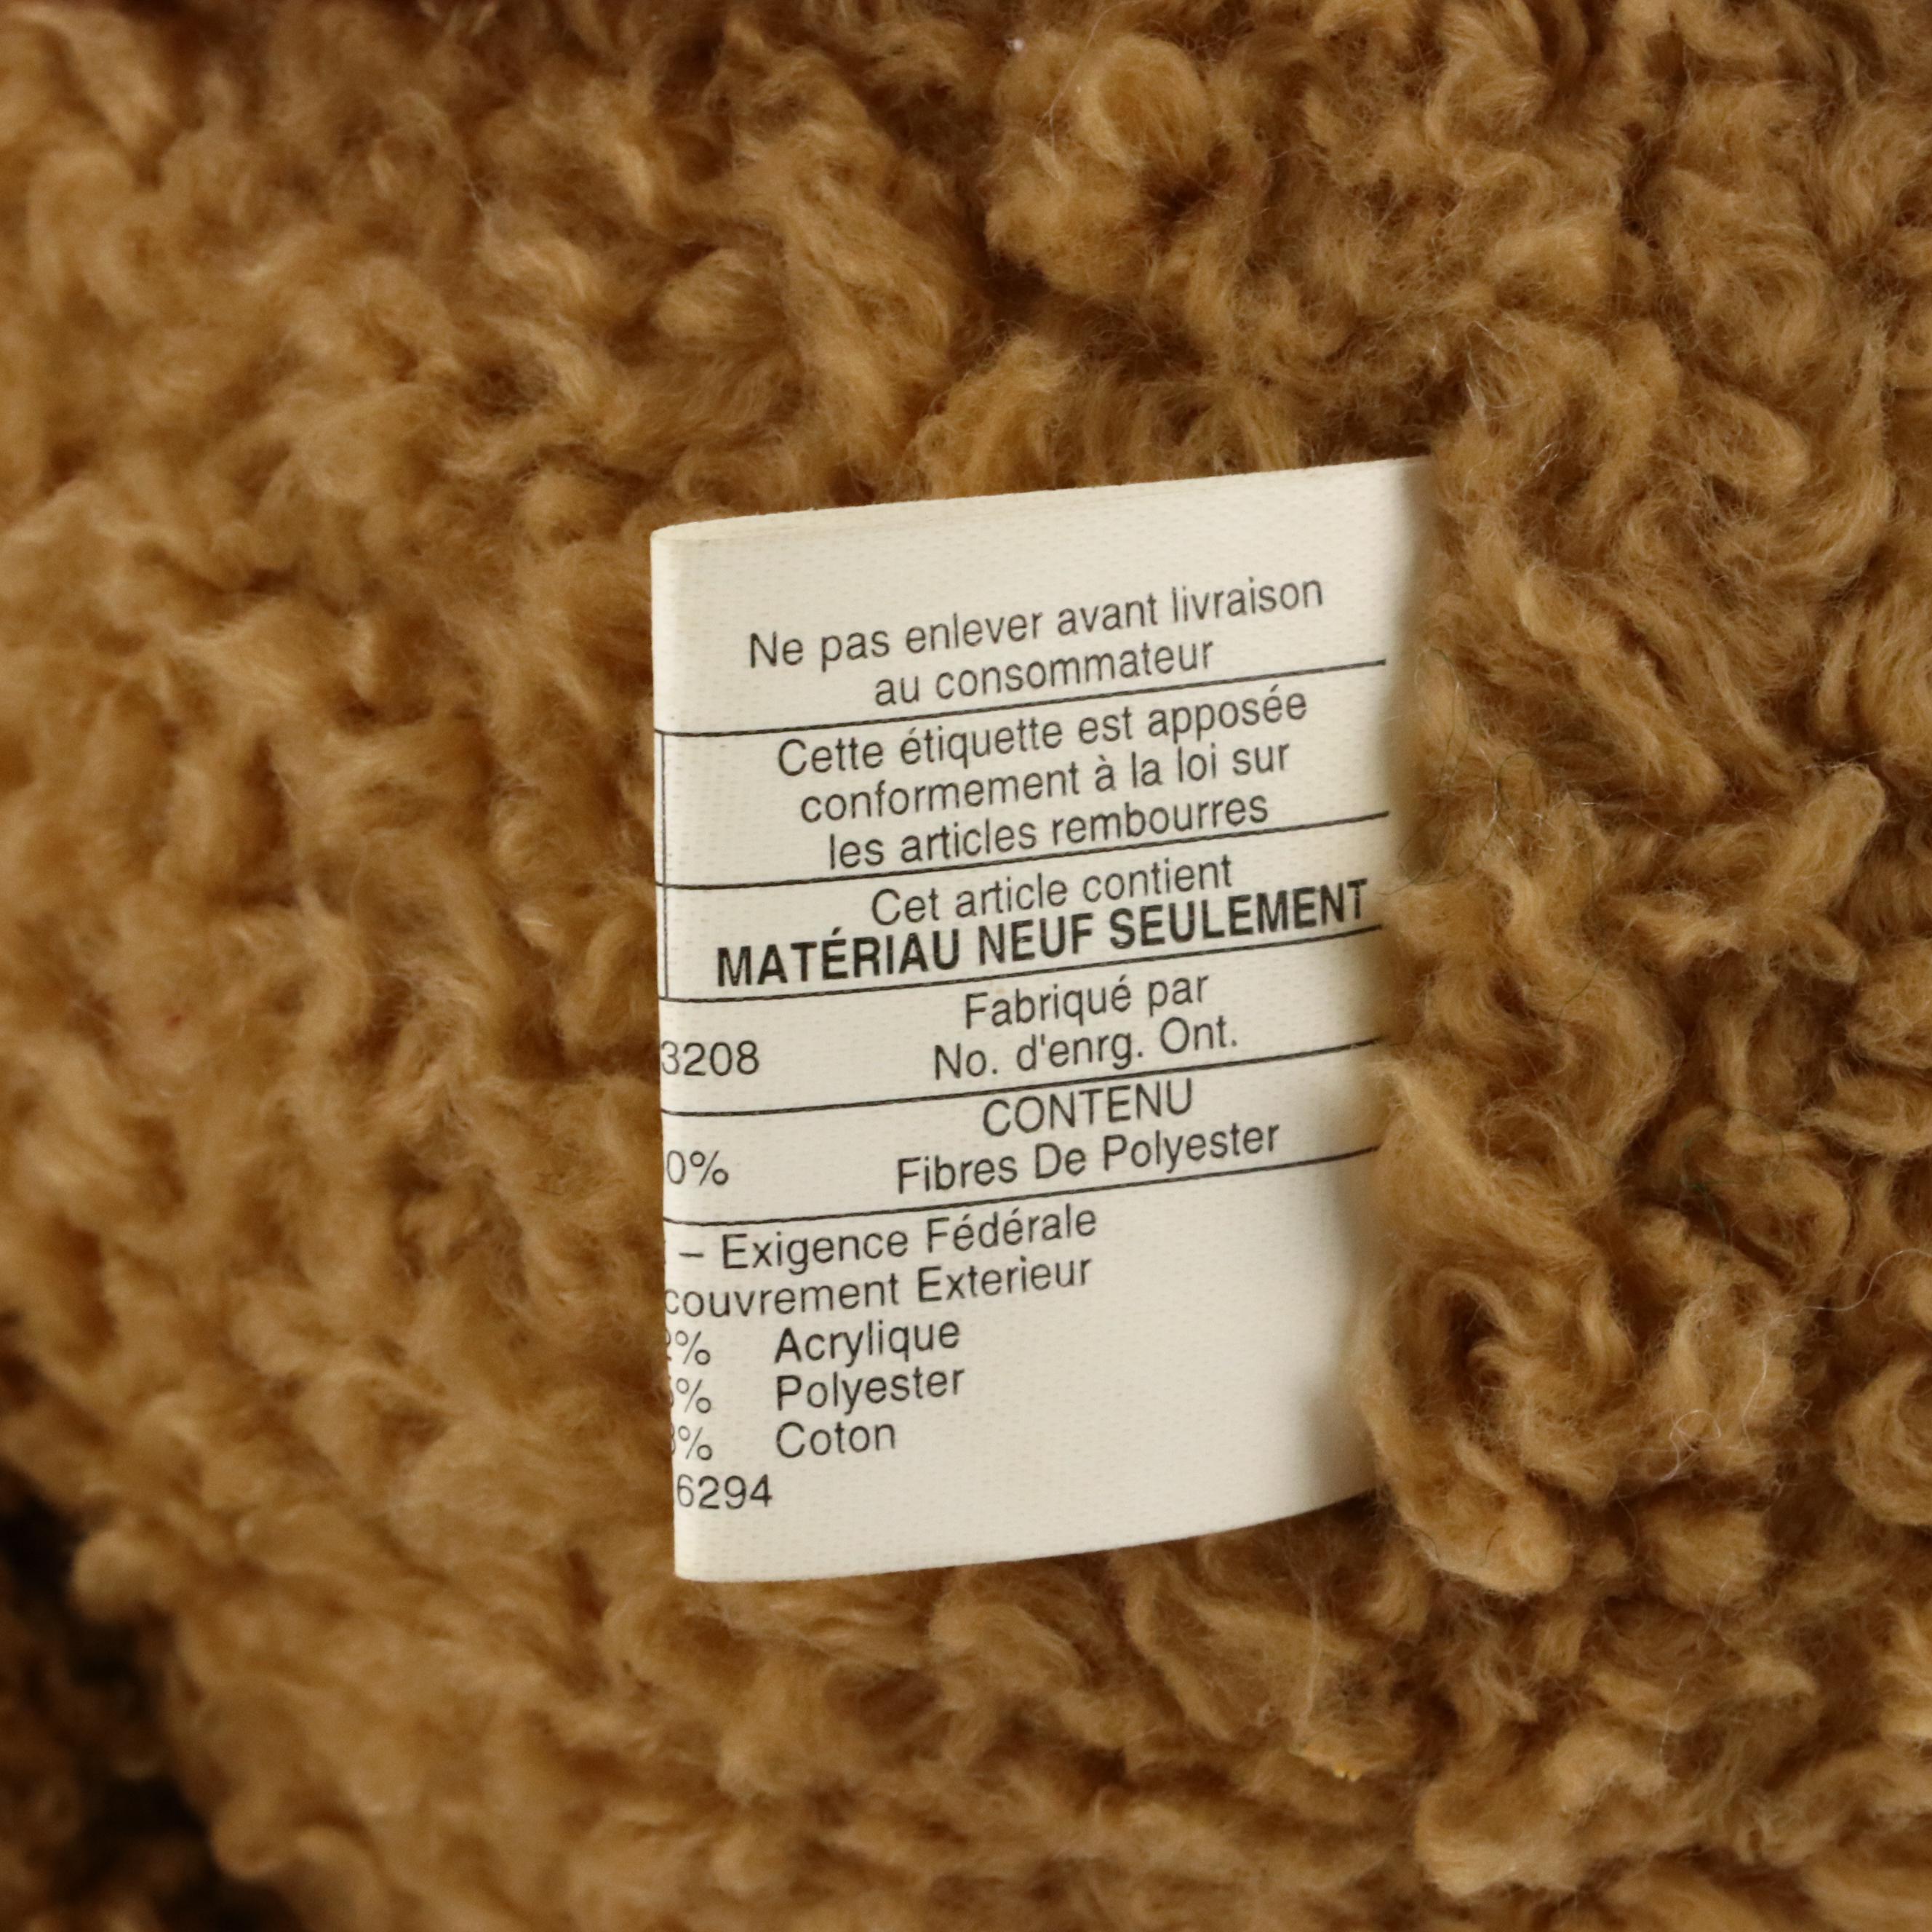 Ne pas enlever avant livraison
au consommateur
Cette étiquette est apposée
conformement à la loi sur
les articles rembourres
Cet article contient
MATÉRIAU NEUF SEULEMENT
Fabriqué par
3208 No. d'enrg. Ont.
CONTENU
0% Fibres De Polyester
– Exigence Fédérale
couvrement Exterieur
% Acrylique
% Polyester
% Coton
6294